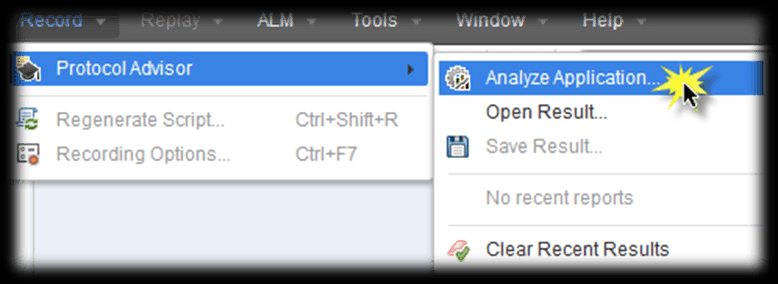 Record Replay ALM Tools Window Help
Protocol Advisor
Analyze Application...
Open Result...
Regenerate Script... Ctrl+Shift+R
Save Result...
Recording Options... Ctrl+F7
No recent reports
Clear Recent Results